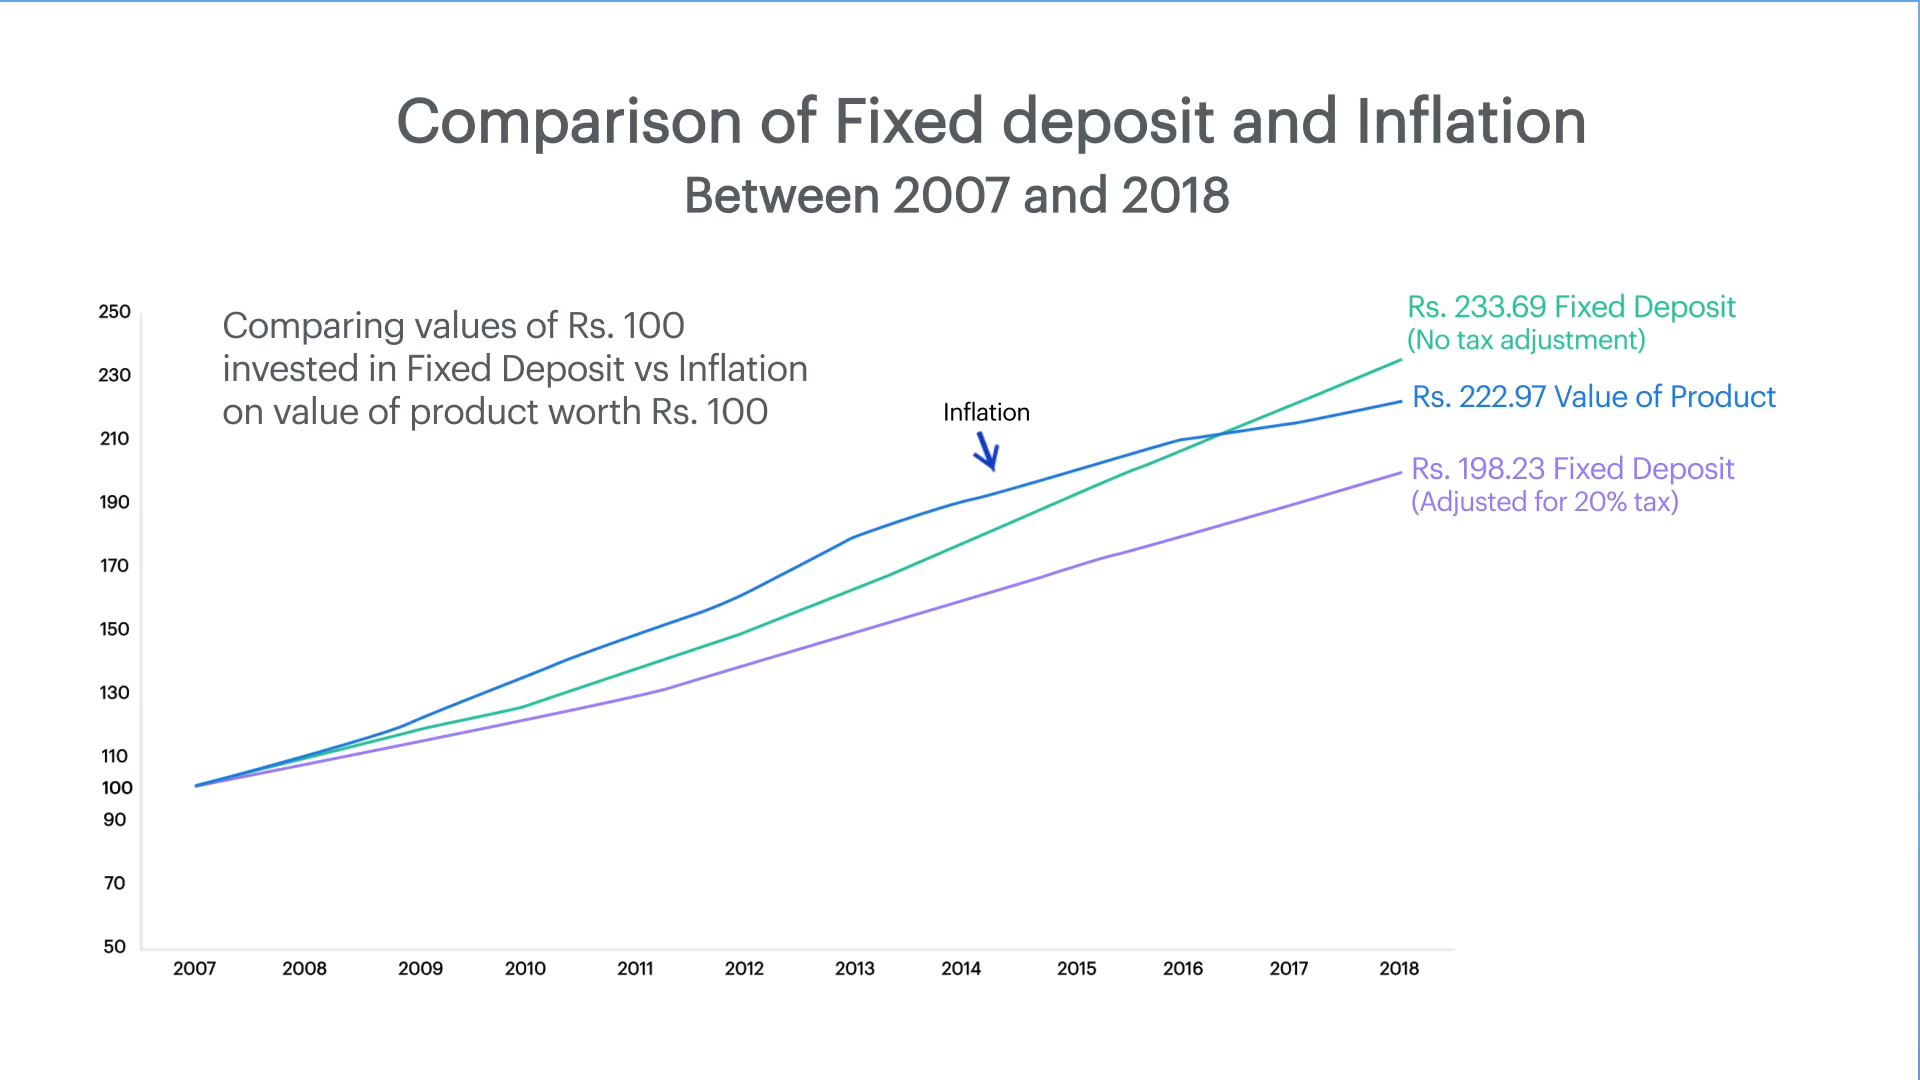 Comparison of Fixed deposit and Inflation
Between 2007 and 2018
Comparing values of Rs. 100
invested in Fixed Deposit vs Inflation
on value of product worth Rs. 100
Inflation
Rs. 233.69 Fixed Deposit
(No tax adjustment)
Rs. 222.97 Value of Product
Rs. 198.23 Fixed Deposit
(Adjusted for 20% tax)
250
230
210
190
170
150
130
110
100
90
70
50
2007 2008 2009 2010 2011 2012 2013 2014 2015 2016 2017 2018